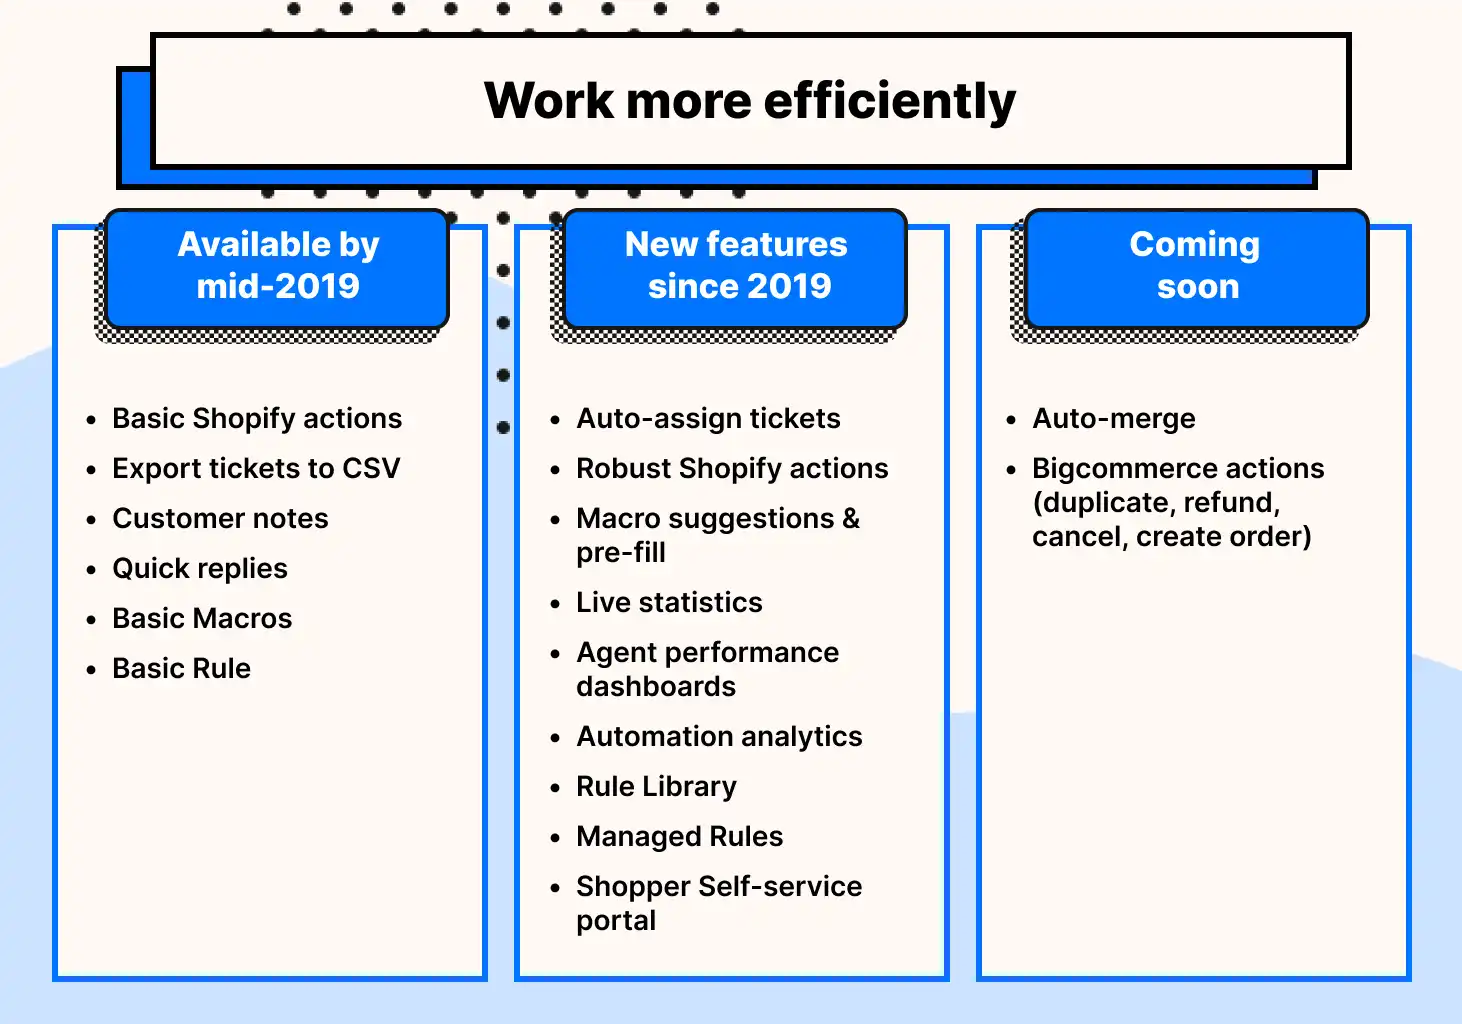 Work more efficiently
Available by
mid-2019
• Basic Shopify actions
• Export tickets to CSV
• Customer notes
• Quick replies
• Basic Macros
• Basic Rule
New features
since 2019
• Auto-assign tickets
• Robust Shopify actions
• Macro suggestions &
pre-fill
• Live statistics
• Agent performance
dashboards
• Automation analytics
• Rule Library
• Managed Rules
• Shopper Self-service
portal
Coming
soon
• Auto-merge
• Bigcommerce actions
(duplicate, refund,
cancel, create order)